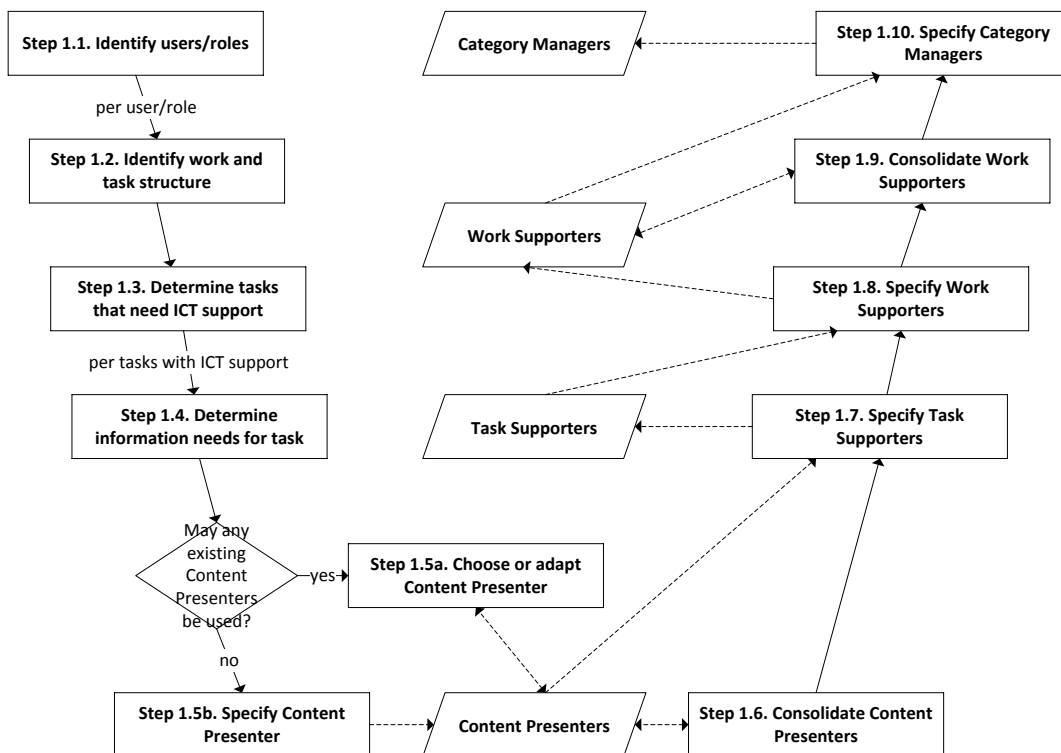 Step 1.1. Identify users/roles
per user/role
Step 1.2. Identify work and
task structure
Step 1.3. Determine tasks
that need ICT support
per tasks with ICT support
Step 1.4. Determine
information needs for task
May any
existing
Content
Presenters
be used?
yes
Step 1.5a. Choose or adapt
Content Presenter
no
Step 1.5b. Specify Content
Presenter
Content Presenters
Step 1.6. Consolidate Content
Presenters
Step 1.7. Specify Task
Supporters
Task Supporters
Step 1.8. Specify Work
Supporters
Work Supporters
Step 1.9. Consolidate Work
Supporters
Step 1.10. Specify Category
Managers
Category Managers